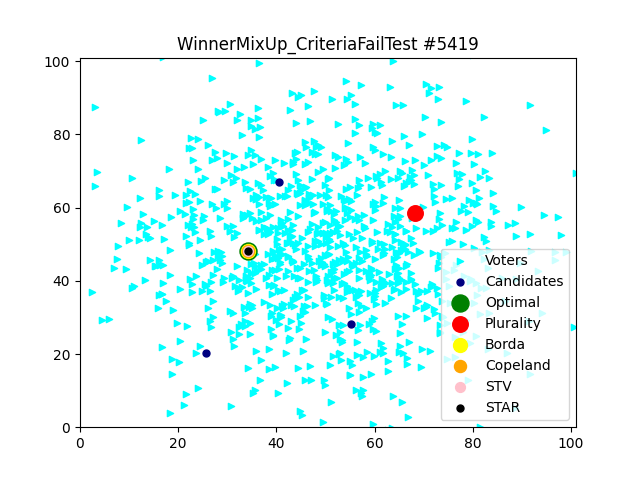 WinnerMixUp_CriteriaFailTest #5419
100
80
60
40
20
0
0
20
40
60
80
100
Voters
Candidates
Optimal
Plurality
Borda
Copeland
STV
STAR